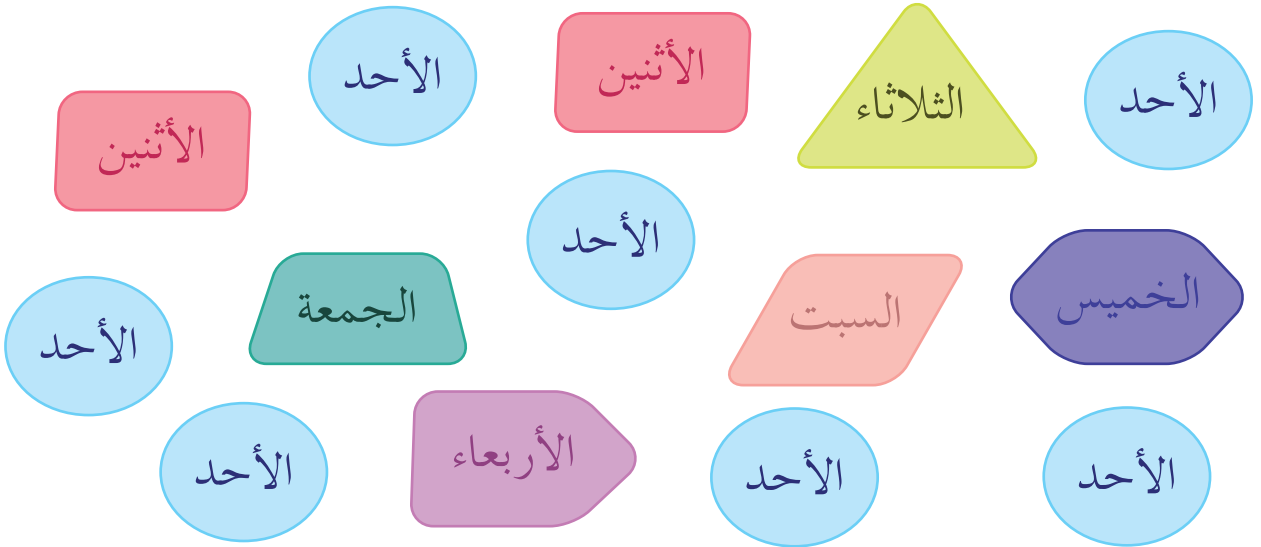 الأحد
الثلاثاء
الأثنين
الأحد
الأثنين
الأحد
الخميس
السبت
الجمعة
الأحد
الأحد
الأحد
الأربعاء
الأحد